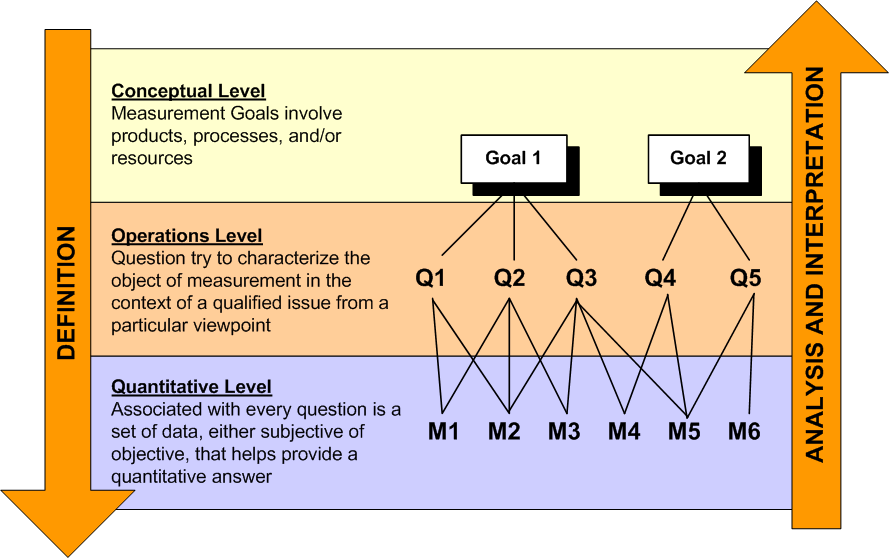 DEFINITION
Conceptual Level
Measurement Goals involve
products, processes, and/or
resources
Goal 1
Goal 2
Operations Level
Question try to characterize the
object of measurement in the
context of a qualified issue from a
particular viewpoint
Q1
Q2
Q3
Q4
Q5
Quantitative Level
Associated with every question is a
set of data, either subjective of
objective, that helps provide a
quantitative answer
M1
M2
M3
M4
M5
M6
ANALYSIS AND INTERPRETATION